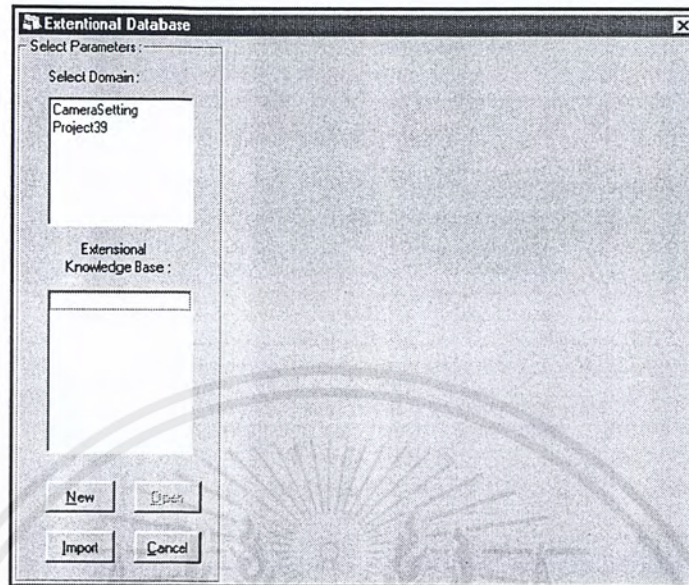 Extentional Database
Select Parameters :
Select Domain :
CameraSetting
Project39
Extensional
Knowledge Base :
New
Open
Import
Cancel